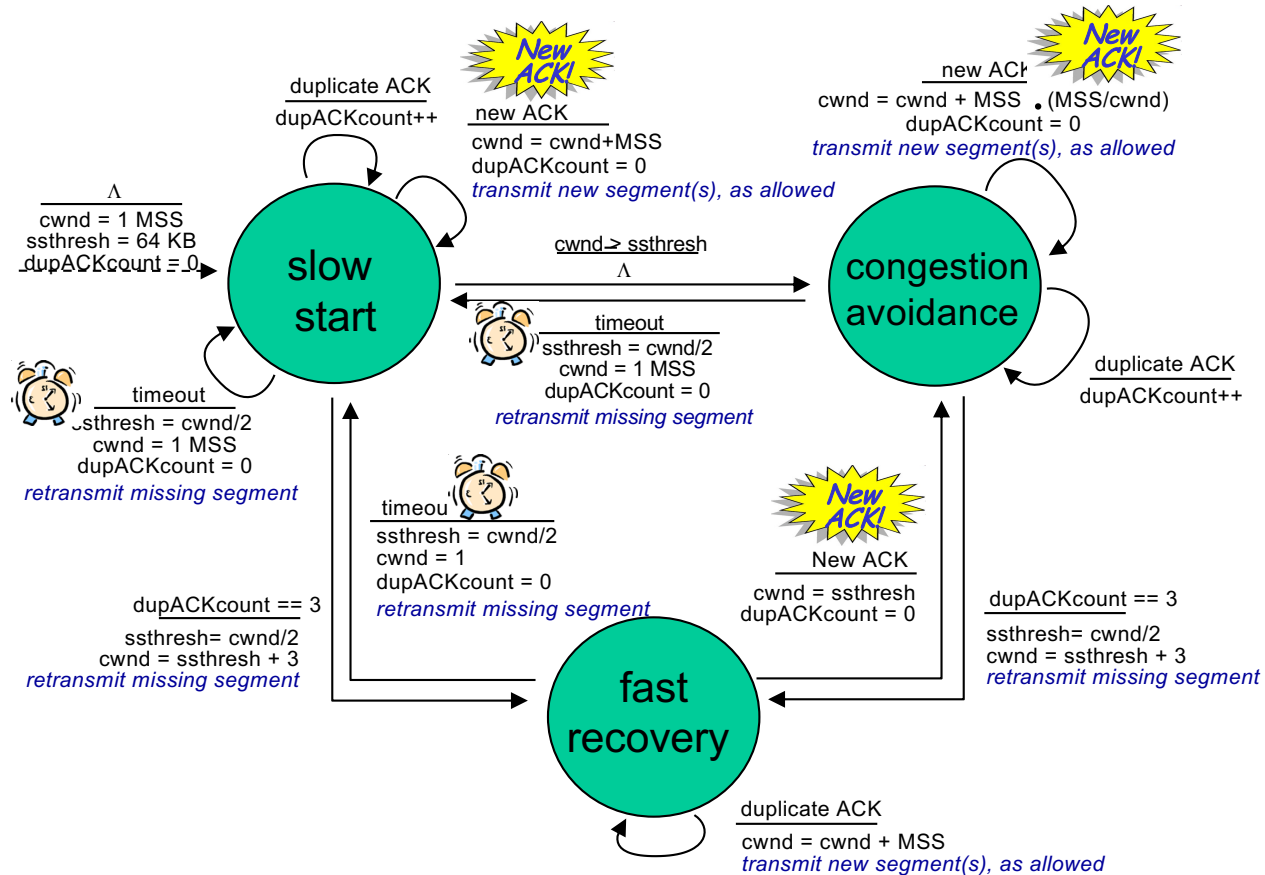 New
ACK!
duplicate ACK
dupACKcount++
new ACK
cwnd = cwnd+MSS
dupACKcount = 0
transmit new segment(s), as allowed
New
ACK!
new ACK
cwnd = cwnd + MSS • (MSS/cwnd)
dupACKcount = 0
transmit new segment(s), as allowed
Λ
cwnd = 1 MSS
ssthresh = 64 KB
dupACKcount = 0
slow
start
cwnd > ssthresh
Λ
congestion
avoidance
timeout
ssthresh = cwnd/2
cwnd = 1 MSS
dupACKcount = 0
retransmit missing segment
duplicate ACK
dupACKcount++
timeout
ssthresh = cwnd/2
cwnd = 1 MSS
dupACKcount = 0
retransmit missing segment
timeou
ssthresh = cwnd/2
cwnd = 1
dupACKcount = 0
retransmit missing segment
New
ACK!
New ACK
cwnd = ssthresh
dupACKcount = 0
dupACKcount == 3
ssthresh= cwnd/2
cwnd = ssthresh + 3
retransmit missing segment
dupACKcount == 3
ssthresh= cwnd/2
cwnd = ssthresh + 3
retransmit missing segment
fast
recovery
duplicate ACK
cwnd = cwnd + MSS
transmit new segment(s), as allowed